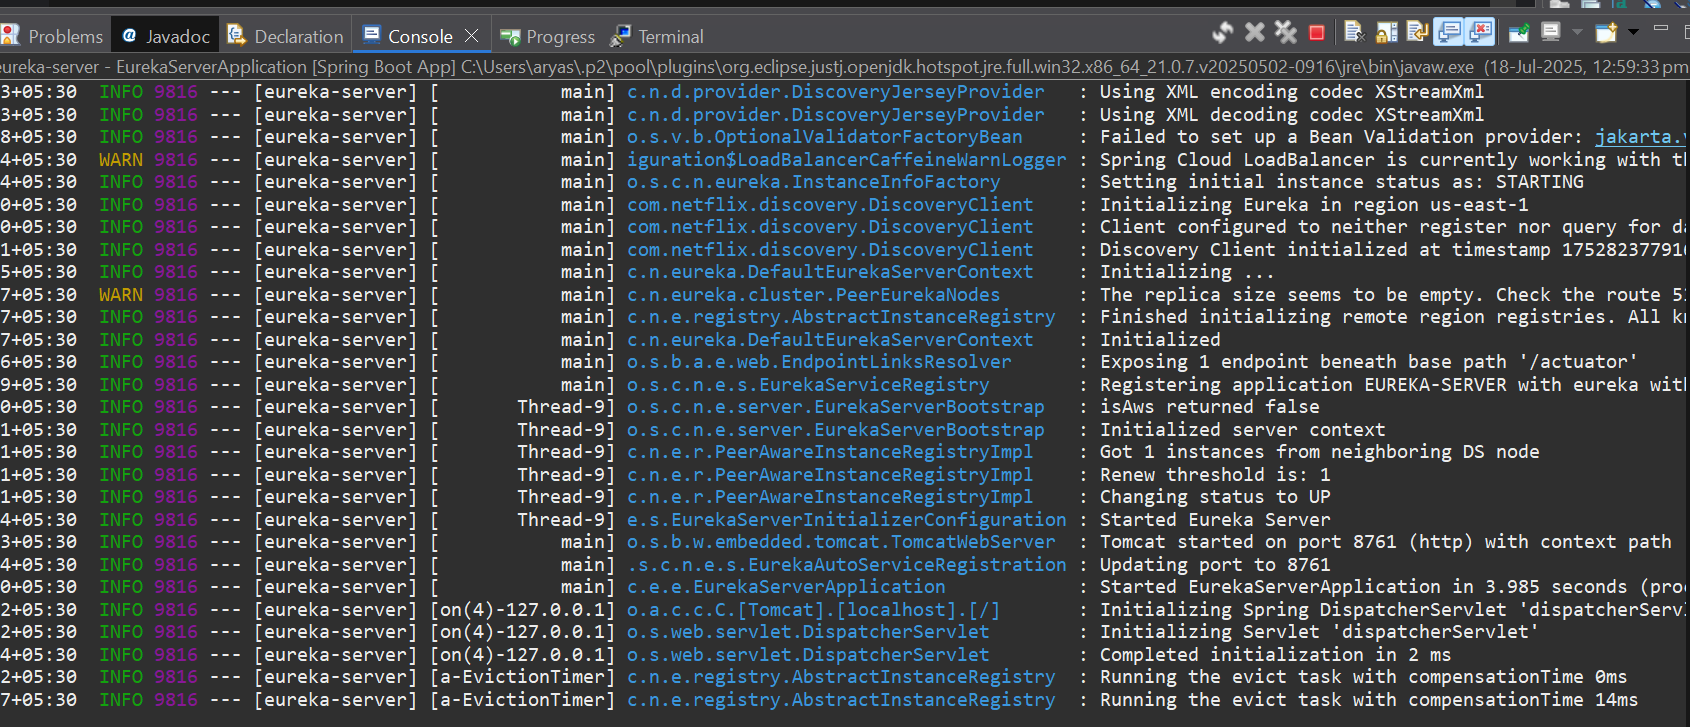 Problems Javadoc Declaration Console Progress Terminal
eureka-server - EurekaServerApplication [Spring Boot App] C:\Users\aryas\.p2\pool\plugins\org.eclipse.justj.openjdk.hotspot.jre.full.win32.x86_64_21.0.7.v20250502-0916\jre\bin\javaw.exe (18-Jul-2025, 12:59:33 pm
3+05:30 INFO 9816 --- [eureka-server] [ main] c.n.d.provider.DiscoveryJerseyProvider : Using XML encoding codec XStreamXml
3+05:30 INFO 9816 --- [eureka-server] [ main] c.n.d.provider.DiscoveryJerseyProvider : Using XML decoding codec XStreamXml
8+05:30 INFO 9816 --- [eureka-server] [ main] o.s.v.b.OptionalValidatorFactoryBean : Failed to set up a Bean Validation provider: jakarta.v
4+05:30 WARN 9816 --- [eureka-server] [ main] iguration$LoadBalancerCaffeineWarnLogger : Spring Cloud LoadBalancer is currently working with th
4+05:30 INFO 9816 --- [eureka-server] [ main] o.s.c.n.eureka.InstanceInfoFactory : Setting initial instance status as: STARTING
0+05:30 INFO 9816 --- [eureka-server] [ main] com.netflix.discovery.DiscoveryClient : Initializing Eureka in region us-east-1
0+05:30 INFO 9816 --- [eureka-server] [ main] com.netflix.discovery.DiscoveryClient : Client configured to neither register nor query for da
1+05:30 INFO 9816 --- [eureka-server] [ main] com.netflix.discovery.DiscoveryClient : Discovery Client initialized at timestamp 175282377916
5+05:30 INFO 9816 --- [eureka-server] [ main] c.n.eureka.DefaultEurekaServerContext : Initializing ...
7+05:30 WARN 9816 --- [eureka-server] [ main] c.n.eureka.cluster.PeerEurekaNodes : The replica size seems to be empty. Check the route 53
7+05:30 INFO 9816 --- [eureka-server] [ main] c.n.e.registry.AbstractInstanceRegistry : Finished initializing remote region registries. All kn
7+05:30 INFO 9816 --- [eureka-server] [ main] c.n.eureka.DefaultEurekaServerContext : Initialized
6+05:30 INFO 9816 --- [eureka-server] [ main] o.s.b.a.e.web.EndpointLinksResolver : Exposing 1 endpoint beneath base path '/actuator'
9+05:30 INFO 9816 --- [eureka-server] [ main] o.s.c.n.e.s.EurekaServiceRegistry : Registering application EUREKA-SERVER with eureka wit
0+05:30 INFO 9816 --- [eureka-server] [ Thread-9] o.s.c.n.e.server.EurekaServerBootstrap : isAws returned false
1+05:30 INFO 9816 --- [eureka-server] [ Thread-9] o.s.c.n.e.server.EurekaServerBootstrap : Initialized server context
1+05:30 INFO 9816 --- [eureka-server] [ Thread-9] c.n.e.r.PeerAwareInstanceRegistryImpl : Got 1 instances from neighboring DS node
1+05:30 INFO 9816 --- [eureka-server] [ Thread-9] c.n.e.r.PeerAwareInstanceRegistryImpl : Renew threshold is: 1
1+05:30 INFO 9816 --- [eureka-server] [ Thread-9] c.n.e.r.PeerAwareInstanceRegistryImpl : Changing status to UP
4+05:30 INFO 9816 --- [eureka-server] [ Thread-9] e.s.EurekaServerInitializerConfiguration : Started Eureka Server
3+05:30 INFO 9816 --- [eureka-server] [ main] o.s.b.w.embedded.tomcat.TomcatWebServer : Tomcat started on port 8761 (http) with context path
4+05:30 INFO 9816 --- [eureka-server] [ main] .s.c.n.e.s.EurekaAutoServiceRegistration : Updating port to 8761
0+05:30 INFO 9816 --- [eureka-server] [ main] c.e.e.EurekaServerApplication : Started EurekaServerApplication in 3.985 seconds (proc
2+05:30 INFO 9816 --- [eureka-server] [on(4)-127.0.0.1] o.a.c.c.C.[Tomcat].[localhost].[/] : Initializing Spring DispatcherServlet 'dispatcherServl
2+05:30 INFO 9816 --- [eureka-server] [on(4)-127.0.0.1] o.s.web.servlet.DispatcherServlet : Initializing Servlet 'dispatcherServlet'
4+05:30 INFO 9816 --- [eureka-server] [on(4)-127.0.0.1] o.s.web.servlet.DispatcherServlet : Completed initialization in 2 ms
2+05:30 INFO 9816 --- [eureka-server] [a-EvictionTimer] c.n.e.registry.AbstractInstanceRegistry : Running the evict task with compensationTime 0ms
7+05:30 INFO 9816 --- [eureka-server] [a-EvictionTimer] c.n.e.registry.AbstractInstanceRegistry : Running the evict task with compensationTime 14ms